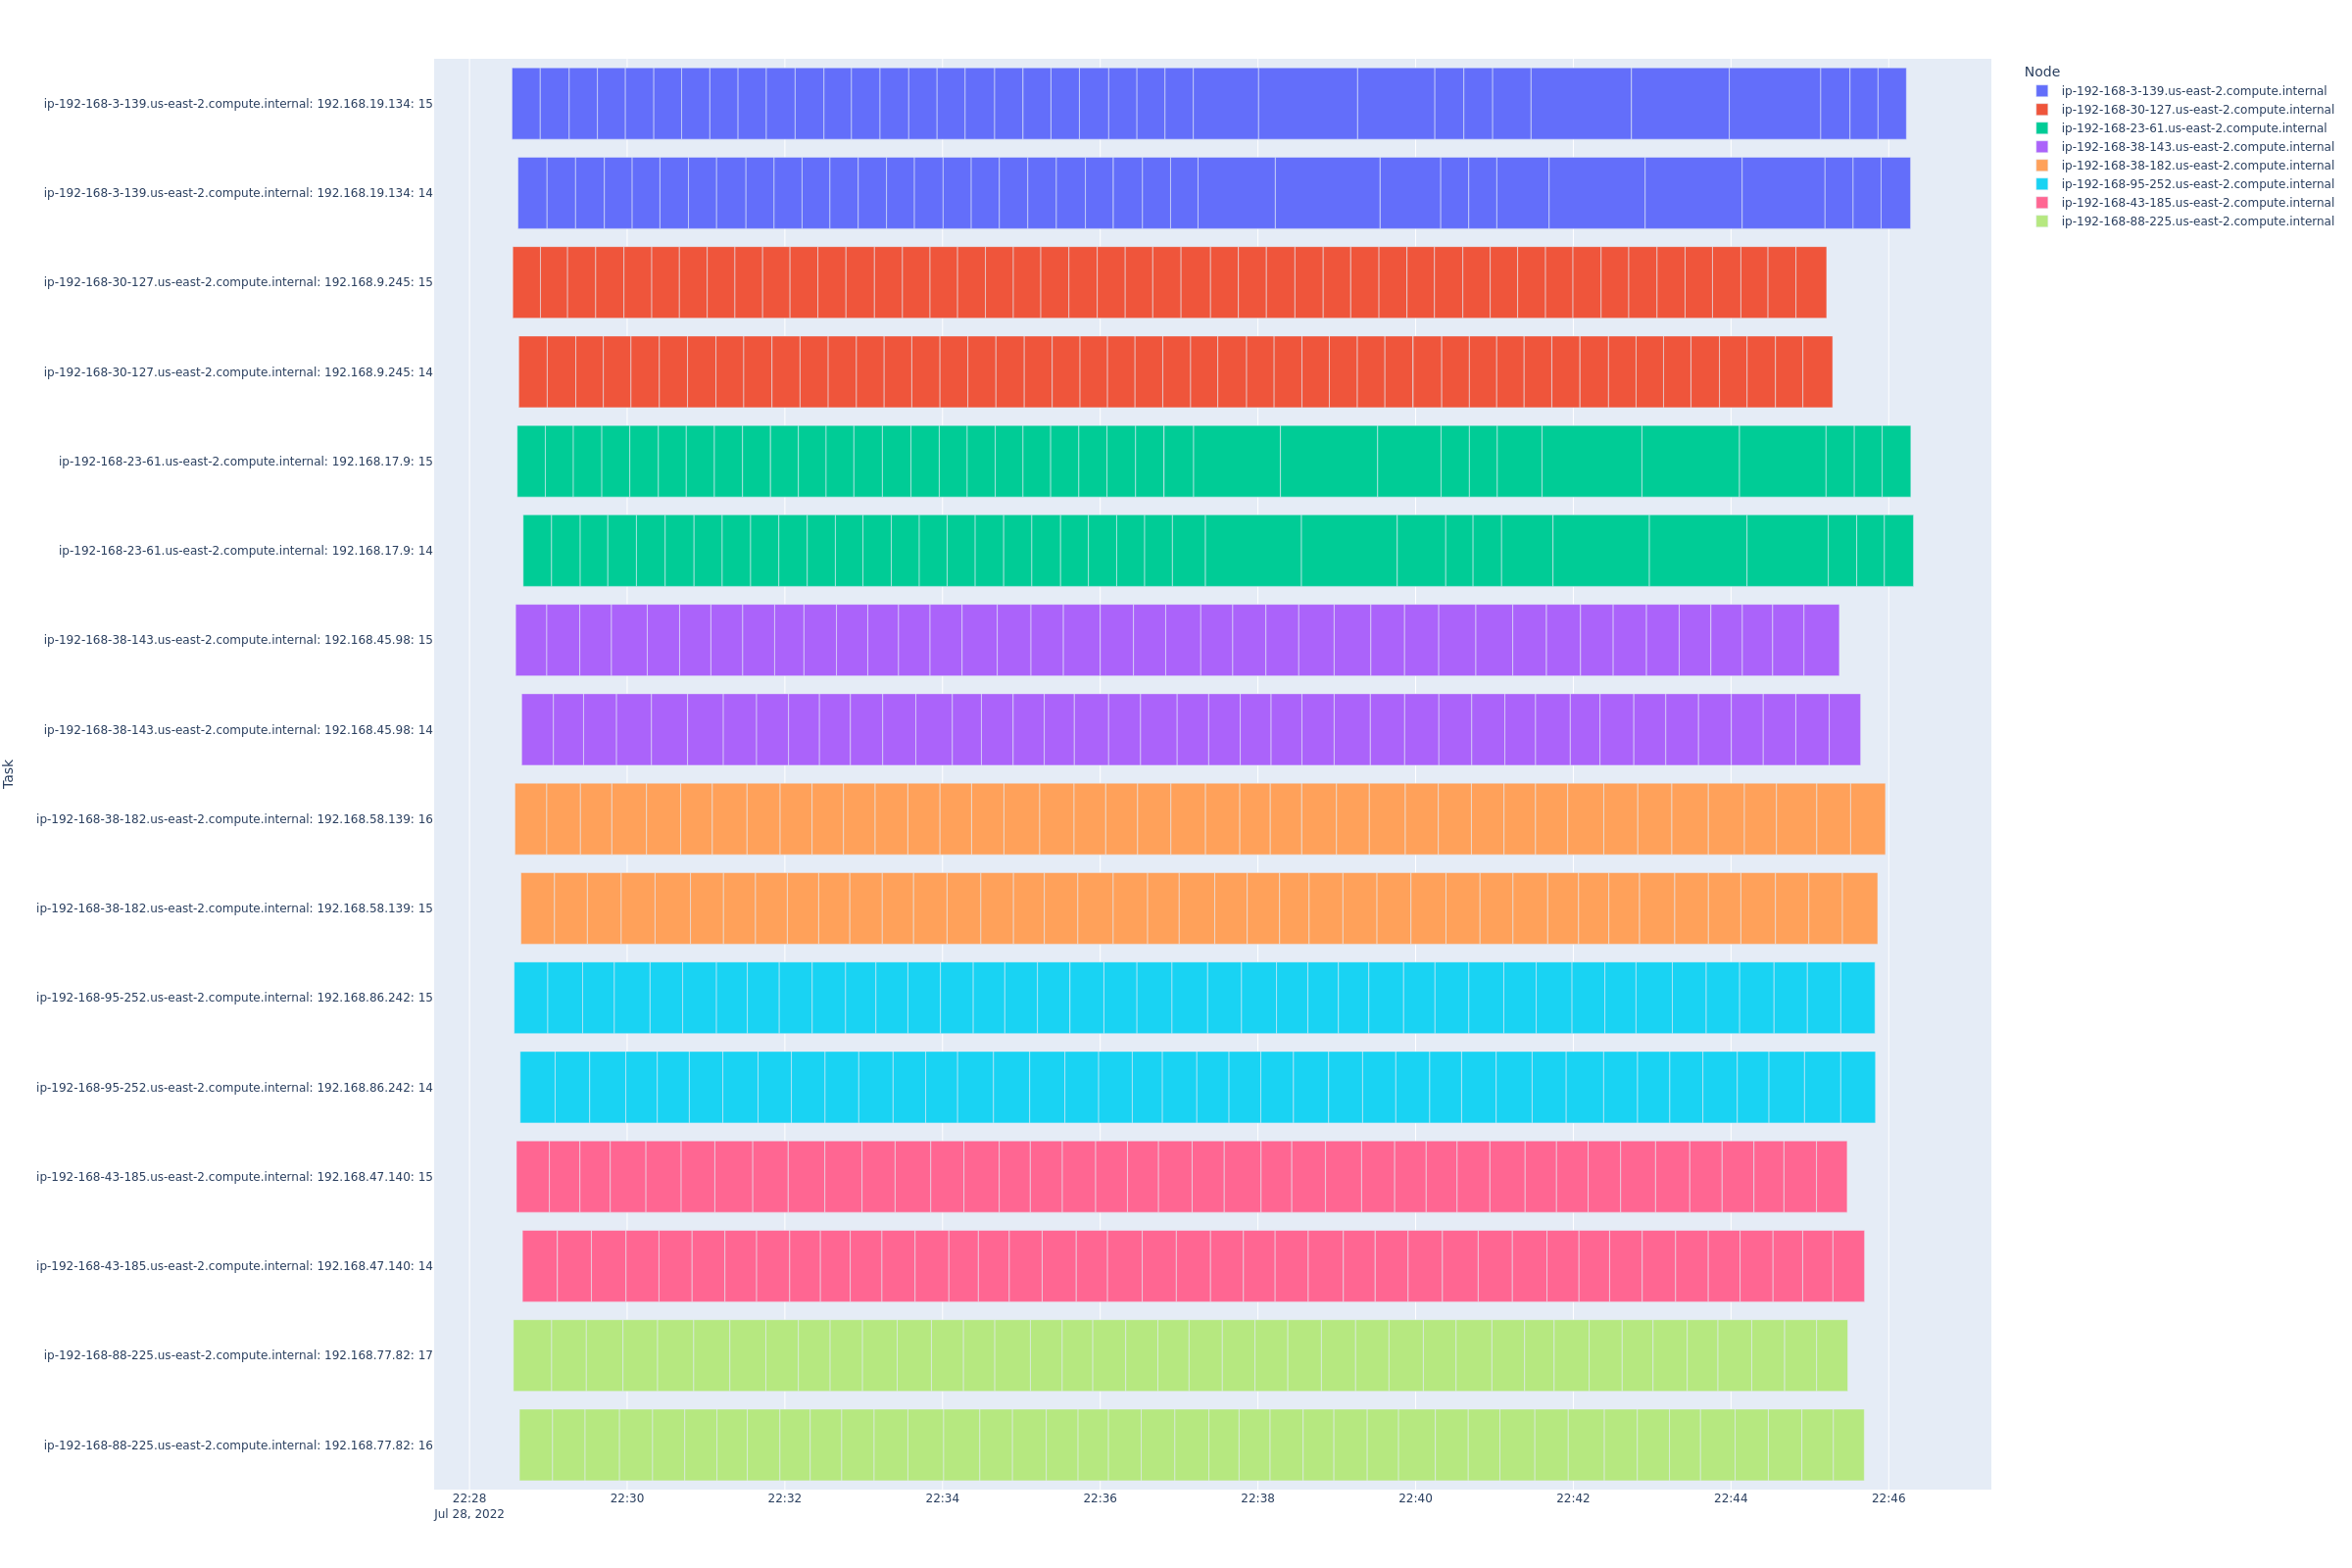 Node
ip-192-168-3-139.us-east-2.compute.internal
ip-192-168-30-127.us-east-2.compute.internal
ip-192-168-23-61.us-east-2.compute.internal
ip-192-168-38-143.us-east-2.compute.internal
ip-192-168-38-182.us-east-2.compute.internal
ip-192-168-95-252.us-east-2.compute.internal
ip-192-168-43-185.us-east-2.compute.internal
ip-192-168-88-225.us-east-2.compute.internal
Task
ip-192-168-3-139.us-east-2.compute.internal: 192.168.19.134: 15
ip-192-168-3-139.us-east-2.compute.internal: 192.168.19.134: 14
ip-192-168-30-127.us-east-2.compute.internal: 192.168.9.245: 15
ip-192-168-30-127.us-east-2.compute.internal: 192.168.9.245: 14
ip-192-168-23-61.us-east-2.compute.internal: 192.168.17.9: 15
ip-192-168-23-61.us-east-2.compute.internal: 192.168.17.9: 14
ip-192-168-38-143.us-east-2.compute.internal: 192.168.45.98: 15
ip-192-168-38-143.us-east-2.compute.internal: 192.168.45.98: 14
ip-192-168-38-182.us-east-2.compute.internal: 192.168.58.139: 16
ip-192-168-38-182.us-east-2.compute.internal: 192.168.58.139: 15
ip-192-168-95-252.us-east-2.compute.internal: 192.168.86.242: 15
ip-192-168-95-252.us-east-2.compute.internal: 192.168.86.242: 14
ip-192-168-43-185.us-east-2.compute.internal: 192.168.47.140: 15
ip-192-168-43-185.us-east-2.compute.internal: 192.168.47.140: 14
ip-192-168-88-225.us-east-2.compute.internal: 192.168.77.82: 17
ip-192-168-88-225.us-east-2.compute.internal: 192.168.77.82: 16
22:28 22:30 22:32 22:34 22:36 22:38 22:40 22:42 22:44 22:46
Jul 28, 2022